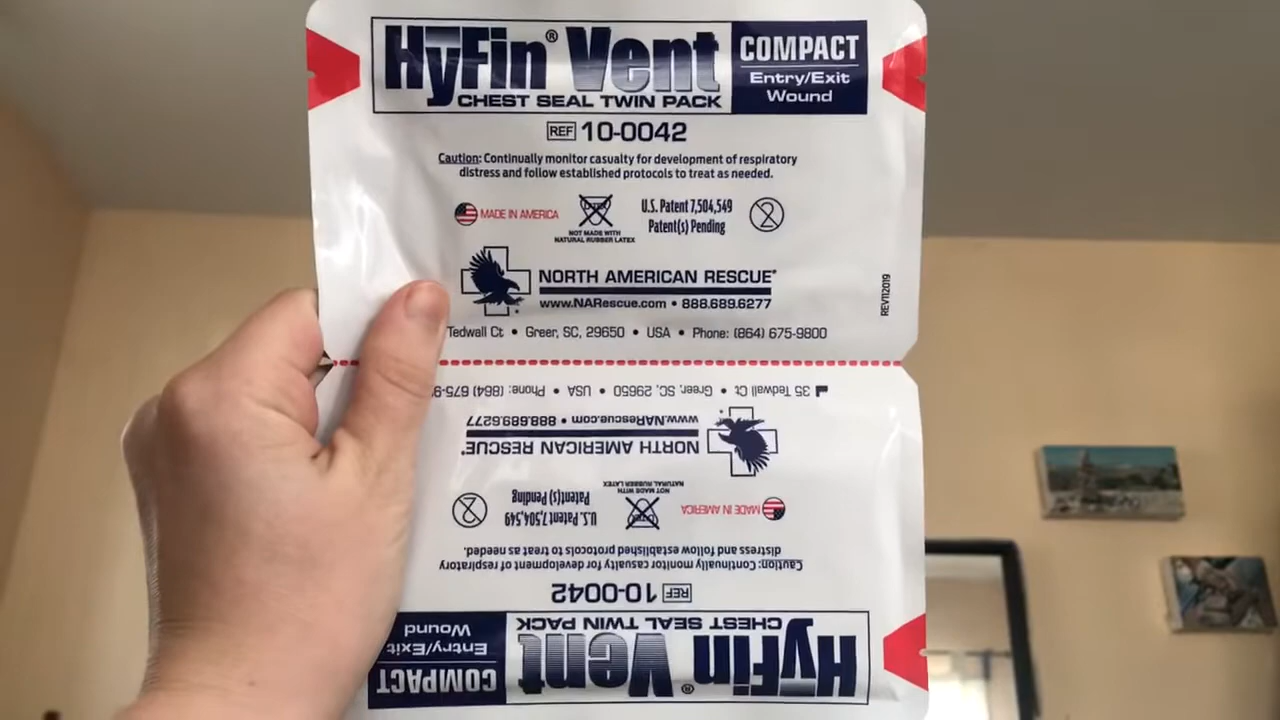 HyFin® Vent
CHEST SEAL TWIN PACK
COMPACT
Entry/Exit
Wound
REF 10-0042
Caution: Continually monitor casualty for development of respiratory
distress and follow established protocols to treat as needed.
MADE IN AMERICA
LATEX
NOT MADE WITH
NATURAL RUBBER LATEX
U.S. Patent 7,504,549
Patent(s) Pending
2
NORTH AMERICAN RESCUE®
www.NARescue.com • 888.689.6277
REV112019
Tedwall Ct • Greer, SC, 29650 • USA • Phone: (864) 675-9800
35 Tedwall Ct • Greer, SC, 29650 • USA • Phone: (864) 675-9
www.NARescue.com • 888.689.6277
NORTH AMERICAN RESCUE®
NOT MADE WITH
NATURAL RUBBER LATEX
LATEX
MADE IN AMERICA
U.S. Patent 7,504,549
Patent(s) Pending
2
Caution: Continually monitor casualty for development of respiratory
distress and follow established protocols to treat as needed.
REF 10-0042
HyFin® Vent
CHEST SEAL TWIN PACK
COMPACT
Entry/Exit
Wound